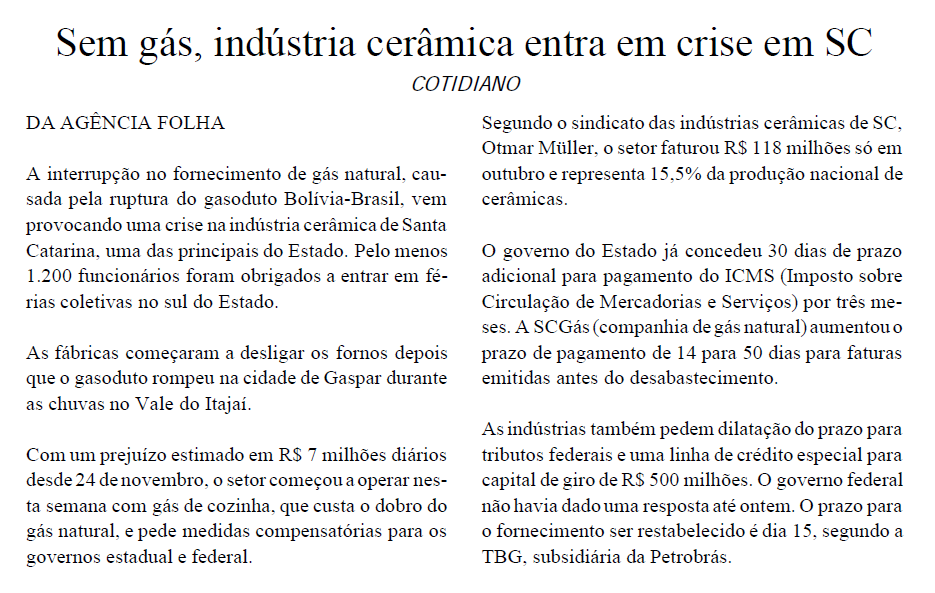 Sem gás, indústria cerâmica entra em crise em SC
COTIDIANO
DA AGÊNCIA FOLHA
A interrupção no fornecimento de gás natural, cau-
sada pela ruptura do gasoduto Bolívia-Brasil, vem
provocando uma crise na indústria cerâmica de Santa
Catarina, uma das principais do Estado. Pelo menos
1.200 funcionários foram obrigados a entrar em fé-
rias coletivas no sul do Estado.
As fábricas começaram a desligar os fornos depois
que o gasoduto rompeu na cidade de Gaspar durante
as chuvas no Vale do Itajaí.
Com um prejuízo estimado em R$ 7 milhões diários
desde 24 de novembro, o setor começou a operar nes-
ta semana com gás de cozinha, que custa o dobro do
gás natural, e pede medidas compensatórias para os
governos estadual e federal.
Segundo o sindicato das indústrias cerâmicas de SC,
Otmar Müller, o setor faturou R$ 118 milhões só em
outubro e representa 15,5% da produção nacional de
cerâmicas.
O governo do Estado já concedeu 30 dias de prazo
adicional para pagamento do ICMS (Imposto sobre
Circulação de Mercadorias e Serviços) por três me-
ses. A SCGás (companhia de gás natural) aumentou o
prazo de pagamento de 14 para 50 dias para faturas
emitidas antes do desabastecimento.
As indústrias também pedem dilatação do prazo para
tributos federais e uma linha de crédito especial para
capital de giro de R$ 500 milhões. O governo federal
não havia dado uma resposta até ontem. O prazo para
o fornecimento ser restabelecido é dia 15, segundo a
TBG, subsidiária da Petrobrás.